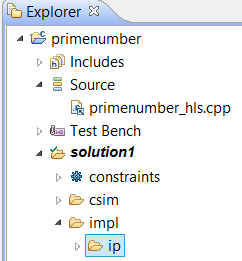 Explorer
primenumber
Includes
Source
primenumber_hls.cpp
Test Bench
solution1
constraints
csim
impl
ip